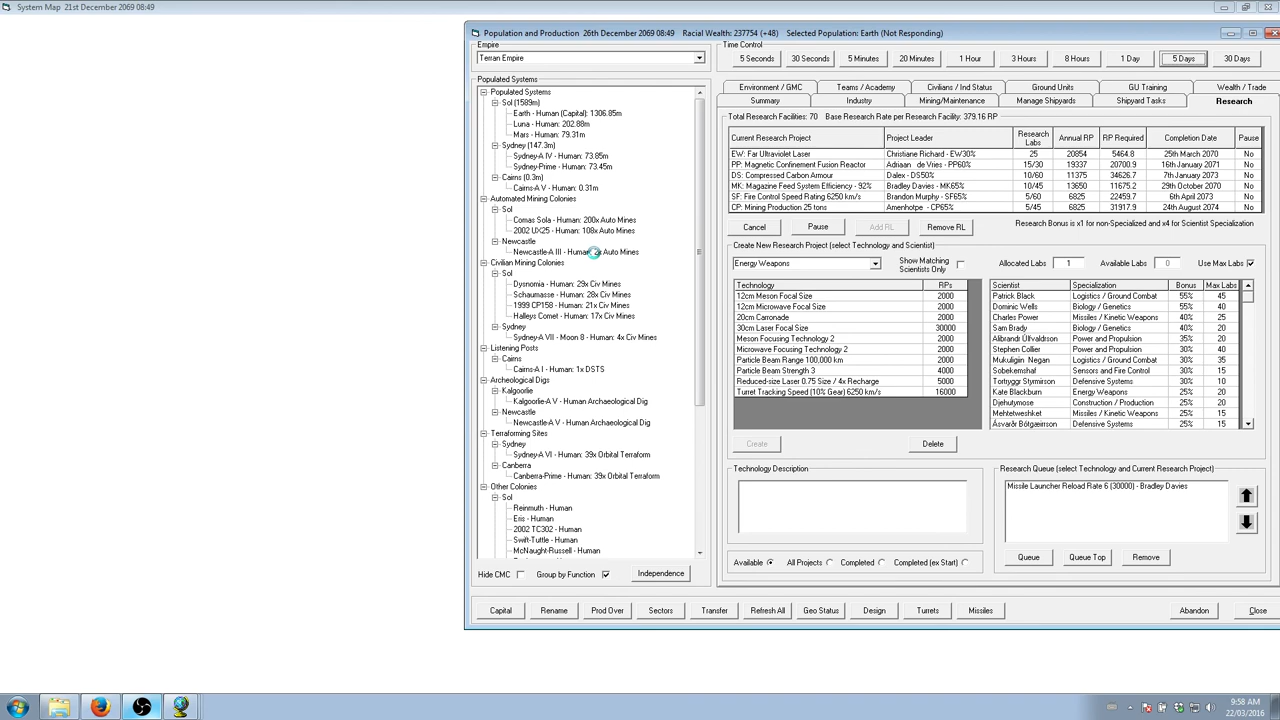 System Map 21st December 2069 08:49
Population and Production 26th December 2069 08:49 Racial Wealth: 237754 (+48) Selected Population: Earth (Not Responding)
Empire
Terran Empire
Time Control
5 Seconds 30 Seconds 5 Minutes 20 Minutes 1 Hour 3 Hours 8 Hours 1 Day 5 Days 30 Days
Environment / GMC Teams / Academy Civilians / Ind Status Ground Units GU Training Wealth / Trade
Summary Industry Mining/Maintenance Manage Shipyards Shipyard Tasks Research
Populated Systems
Populated Systems
Sol (1589m)
Earth - Human (Capital): 1306.85m
Luna - Human: 202.88m
Mars - Human: 79.31m
Sydney (147.3m)
Sydney-A IV - Human: 73.85m
Sydney-Prime - Human: 73.45m
Cairns (0.3m)
Cairns-A V - Human: 0.31m
Automated Mining Colonies
Sol
Comas Sola - Human: 200x Auto Mines
2002 UX25 - Human: 108x Auto Mines
Newcastle
Newcastle-A III - Human: Auto Mines
Civilian Mining Colonies
Sol
Dysnomia - Human: 29x Civ Mines
Schaumasse - Human: 28x Civ Mines
1999 CP158 - Human: 21x Civ Mines
Halleys Comet - Human: 17x Civ Mines
Sydney
Sydney-A VII - Moon 8 - Human: 4x Civ Mines
Listening Posts
Cairns
Cairns-A I - Human: 1x DSTS
Archeological Digs
Kalgoorlie
Kalgoorlie-A V - Human Archaeological Dig
Newcastle
Newcastle-A V - Human Archaeological Dig
Terraforming Sites
Sydney
Sydney-A VI - Human: 39x Orbital Terraform
Canberra
Canberra-Prime - Human: 39x Orbital Terraform
Other Colonies
Sol
Reinmuth - Human
Eris - Human
2002 TC302 - Human
Swift-Tuttle - Human
McNaught-Russell - Human
Hide CMC Group by Function Independence
Total Research Facilities: 70 Base Research Rate per Research Facility: 379.16 RP
Current Research Project Project Leader Research Labs Annual RP RP Required Completion Date Pause
EW: Far Ultraviolet Laser Christiane Richard - EW30% 25 20854 5464.8 25th March 2070 No
PP: Magnetic Confinement Fusion Reactor Adriaan de Vries - PP60% 15/30 19337 20700.9 16th January 2071 No
DS: Compressed Carbon Armour Dalex - DS50% 10/60 11375 34626.7 7th January 2073 No
MK: Magazine Feed System Efficiency - 92% Bradley Davies - MK65% 10/45 13650 11675.2 29th October 2070 No
SF: Fire Control Speed Rating 6250 km/s Brandon Murphy - SF65% 5/60 6825 22459.7 6th April 2073 No
CP: Mining Production 25 tons Amenhotpe - CP65% 5/45 6825 31917.9 24th August 2074 No
Cancel Pause Add RL Remove RL Research Bonus is x1 for non-Specialized and x4 for Scientist Specialization
Create New Research Project (select Technology and Scientist)
Energy Weapons Show Matching Scientists Only Allocated Labs 1 Available Labs 0 Use Max Labs
Technology RPs
12cm Meson Focal Size 2000
12cm Microwave Focal Size 2000
20cm Carronade 2000
30cm Laser Focal Size 30000
Meson Focusing Technology 2 2000
Microwave Focusing Technology 2 2000
Particle Beam Range 100,000 km 2000
Particle Beam Strength 3 4000
Reduced-size Laser 0.75 Size / 4x Recharge 5000
Turret Tracking Speed (10% Gear) 6250 km/s 16000
Scientist Specialization Bonus Max Labs
Patrick Black Logistics / Ground Combat 55% 45
Dominic Wells Biology / Genetics 55% 40
Charles Power Missiles / Kinetic Weapons 40% 25
Sam Brady Biology / Genetics 40% 20
Alibrandr Úlfvaldrson Power and Propulsion 35% 20
Stephen Collier Power and Propulsion 30% 40
Mukuligin Negan Logistics / Ground Combat 30% 35
Sobekemshaf Sensors and Fire Control 30% 15
Tortryggr Styrmirson Defensive Systems 30% 10
Kate Blackburn Energy Weapons 25% 20
Djehutymose Construction / Production 25% 20
Mehtetweshket Missiles / Kinetic Weapons 25% 15
Ásvarðr Bótgæirrson Defensive Systems 25% 15
Create Delete
Technology Description
Research Queue (select Technology and Current Research Project)
Missile Launcher Reload Rate 6 (30000) - Bradley Davies
Queue Queue Top Remove
Available All Projects Completed Completed (ex Start)
Capital Rename Prod Over Sectors Transfer Refresh All Geo Status Design Turrets Missiles Abandon Close
9:58 AM
22/03/2016